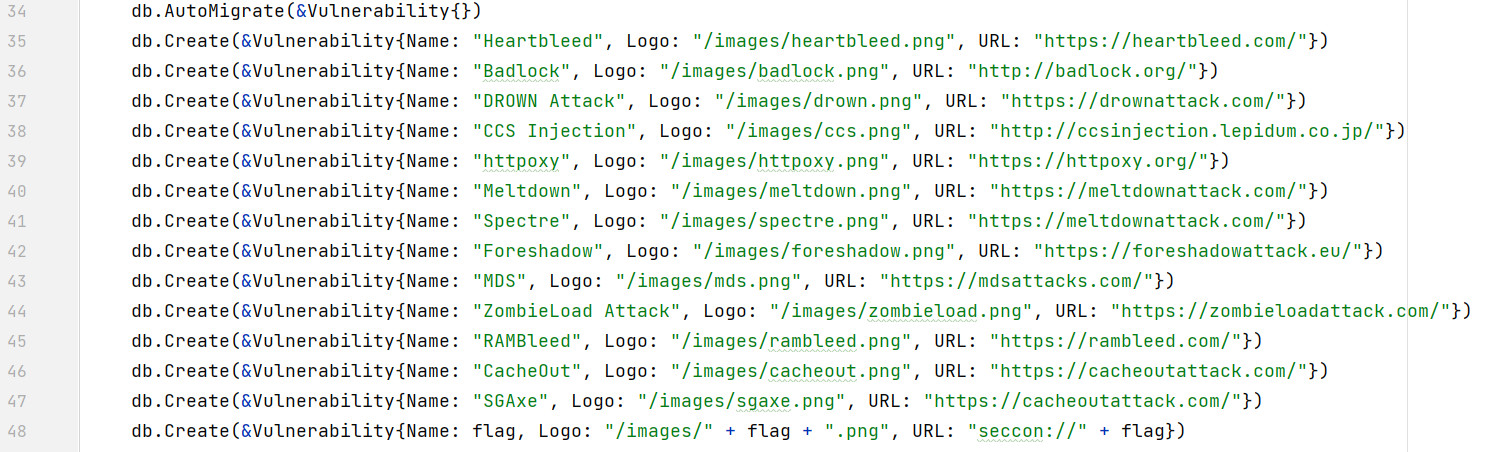 34 db.AutoMigrate(&Vulnerability{})
35 db.Create(&Vulnerability{Name: "Heartbleed", Logo: "/images/heartbleed.png", URL: "https://heartbleed.com/"})
36 db.Create(&Vulnerability{Name: "Badlock", Logo: "/images/badlock.png", URL: "http://badlock.org/"})
37 db.Create(&Vulnerability{Name: "DROWN Attack", Logo: "/images/drown.png", URL: "https://drownattack.com/"})
38 db.Create(&Vulnerability{Name: "CCS Injection", Logo: "/images/ccs.png", URL: "http://ccsinjection.lepidum.co.jp/"})
39 db.Create(&Vulnerability{Name: "httpoxy", Logo: "/images/httpoxy.png", URL: "https://httpoxy.org/"})
40 db.Create(&Vulnerability{Name: "Meltdown", Logo: "/images/meltdown.png", URL: "https://meltdownattack.com/"})
41 db.Create(&Vulnerability{Name: "Spectre", Logo: "/images/spectre.png", URL: "https://meltdownattack.com/"})
42 db.Create(&Vulnerability{Name: "Foreshadow", Logo: "/images/foreshadow.png", URL: "https://foreshadowattack.eu/"})
43 db.Create(&Vulnerability{Name: "MDS", Logo: "/images/mds.png", URL: "https://mdsattacks.com/"})
44 db.Create(&Vulnerability{Name: "ZombieLoad Attack", Logo: "/images/zombieload.png", URL: "https://zombieloadattack.com/"})
45 db.Create(&Vulnerability{Name: "RAMBleed", Logo: "/images/rambleed.png", URL: "https://rambleed.com/"})
46 db.Create(&Vulnerability{Name: "CacheOut", Logo: "/images/cacheout.png", URL: "https://cacheoutattack.com/"})
47 db.Create(&Vulnerability{Name: "SGAxe", Logo: "/images/sgaxe.png", URL: "https://cacheoutattack.com/"})
48 db.Create(&Vulnerability{Name: flag, Logo: "/images/" + flag + ".png", URL: "seccon://" + flag})